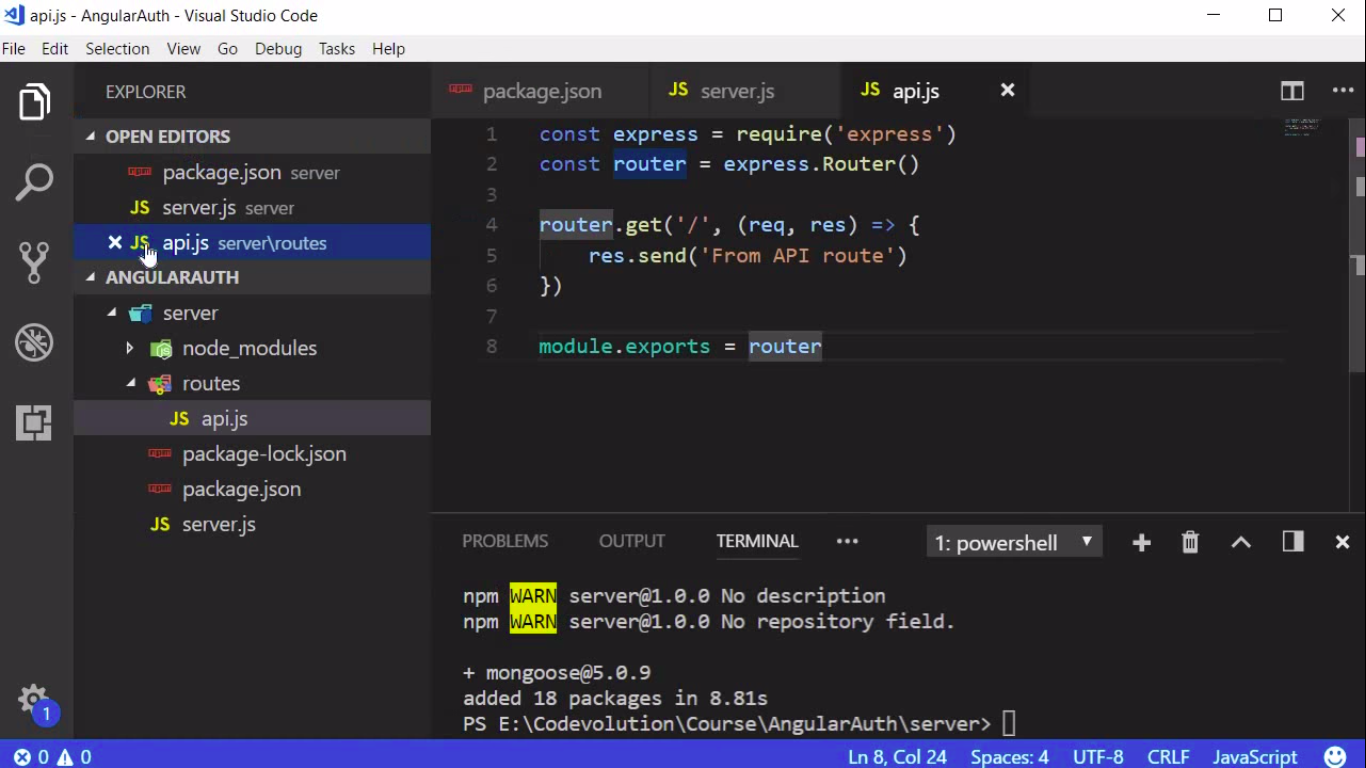 api.js - AngularAuth - Visual Studio Code
File Edit Selection View Go Debug Tasks Help
EXPLORER
OPEN EDITORS
package.json server
JS server.js server
JS api.js server\routes
ANGULARAUTH
server
node_modules
routes
JS api.js
package-lock.json
package.json
JS server.js
1
package.json JS server.js JS api.js
1 const express = require('express')
2 const router = express.Router()
3
4 router.get('/', (req, res) => {
5 res.send('From API route')
6 })
7
8 module.exports = router
PROBLEMS OUTPUT TERMINAL 1: powershell
npm WARN server@1.0.0 No description
npm WARN server@1.0.0 No repository field.
+ mongoose@5.0.9
added 18 packages in 8.81s
PS E:\Codevolution\Course\AngularAuth\server>
0 0 Ln 8, Col 24 Spaces: 4 UTF-8 CRLF JavaScript